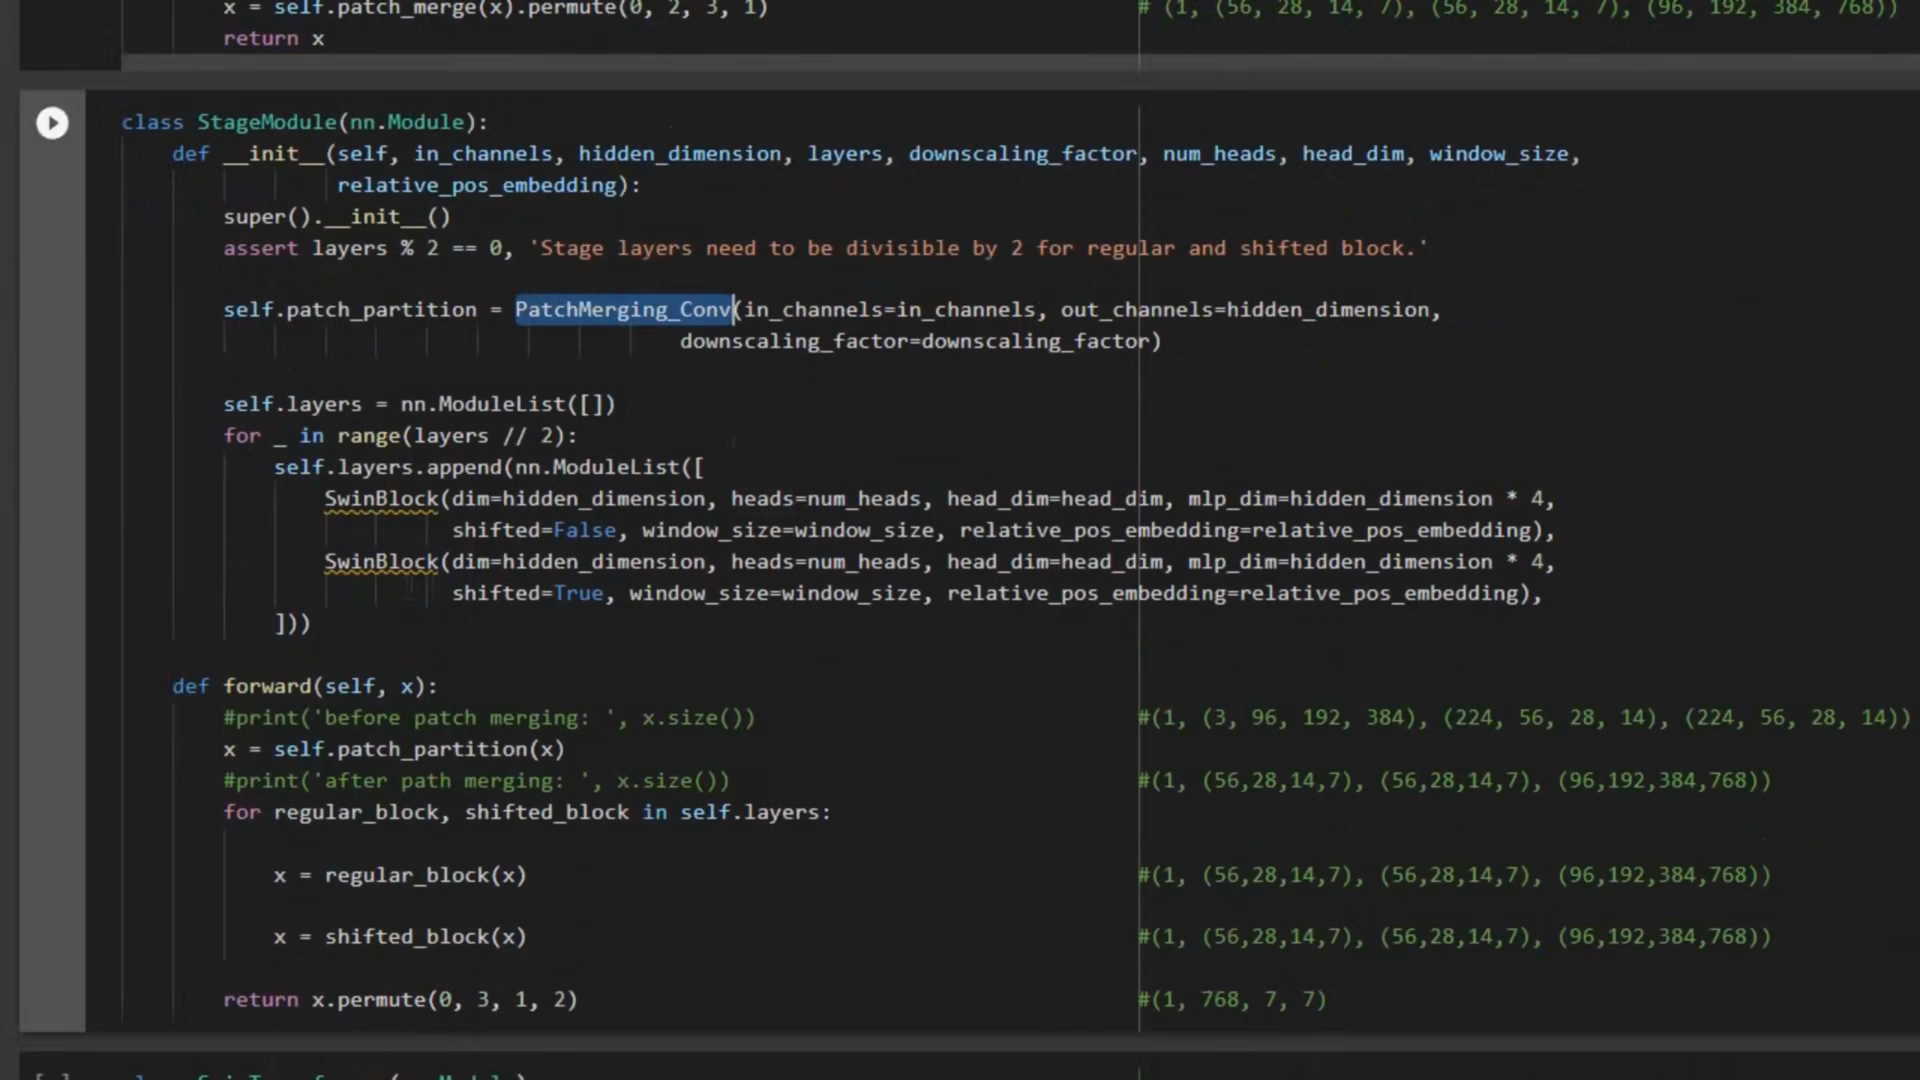 x = self.patch_merge(x).permute(0, 2, 3, 1) # (1, (56, 28, 14, 7), (56, 28, 14, 7), (96, 192, 384, 768))
return x
class StageModule(nn.Module):
def __init__(self, in_channels, hidden_dimension, layers, downscaling_factor, num_heads, head_dim, window_size,
relative_pos_embedding):
super().__init__()
assert layers % 2 == 0, 'Stage layers need to be divisible by 2 for regular and shifted block.'
self.patch_partition = PatchMerging_Conv(in_channels=in_channels, out_channels=hidden_dimension,
downscaling_factor=downscaling_factor)
self.layers = nn.ModuleList([])
for _ in range(layers // 2):
self.layers.append(nn.ModuleList([
SwinBlock(dim=hidden_dimension, heads=num_heads, head_dim=head_dim, mlp_dim=hidden_dimension * 4,
shifted=False, window_size=window_size, relative_pos_embedding=relative_pos_embedding),
SwinBlock(dim=hidden_dimension, heads=num_heads, head_dim=head_dim, mlp_dim=hidden_dimension * 4,
shifted=True, window_size=window_size, relative_pos_embedding=relative_pos_embedding),
]))
def forward(self, x):
#print('before patch merging: ', x.size()) #(1, (3, 96, 192, 384), (224, 56, 28, 14), (224, 56, 28, 14))
x = self.patch_partition(x)
#print('after path merging: ', x.size()) #(1, (56,28,14,7), (56,28,14,7), (96,192,384,768))
for regular_block, shifted_block in self.layers:
x = regular_block(x) #(1, (56,28,14,7), (56,28,14,7), (96,192,384,768))
x = shifted_block(x) #(1, (56,28,14,7), (56,28,14,7), (96,192,384,768))
return x.permute(0, 3, 1, 2) #(1, 768, 7, 7)